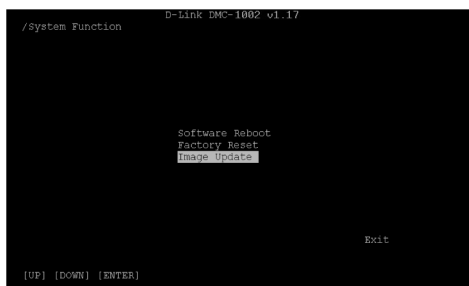 D-Link DMC-1002 v1.17
/System Function
Software Reboot
Factory Reset
Image Update
Exit
[UP] [DOWN] [ENTER]